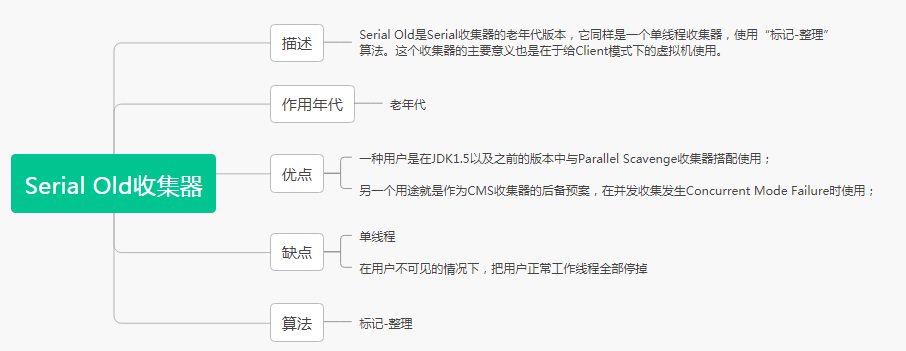 Serial Old收集器
描述
Serial Old是Serial收集器的老年代版本，它同样是一个单线程收集器，使用“标记-整理”
算法。这个收集器的主要意义也是在于给Client模式下的虚拟机使用。
作用年代
老年代
优点
一种用户是在JDK1.5以及之前的版本中与Parallel Scavenge收集器搭配使用；
另一个用途就是作为CMS收集器的后备预案，在并发收集发生Concurrent Mode Failure时使用；
缺点
单线程
在用户不可见的情况下，把用户正常工作线程全部停掉
算法
标记-整理